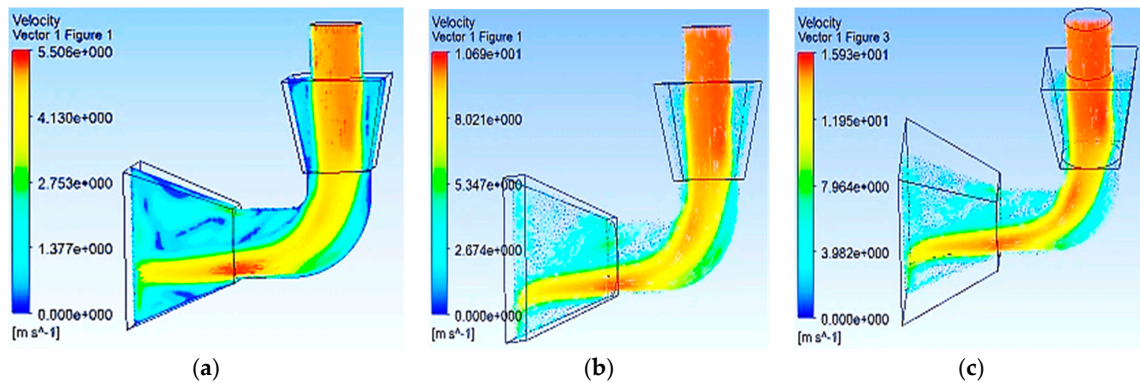 Velocity
Vector 1 Figure 1
5.506e+000
4.130e+000
2.753e+000
1.377e+000
0.000e+000
[m s^-1]
(a)
Velocity
Vector 1 Figure 1
1.069e+001
8.021e+000
5.347e+000
2.674e+000
0.000e+000
[m s^-1]
(b)
Velocity
Vector 1 Figure 3
1.593e+001
1.195e+001
7.964e+000
3.982e+000
0.000e+000
[m s^-1]
(c)